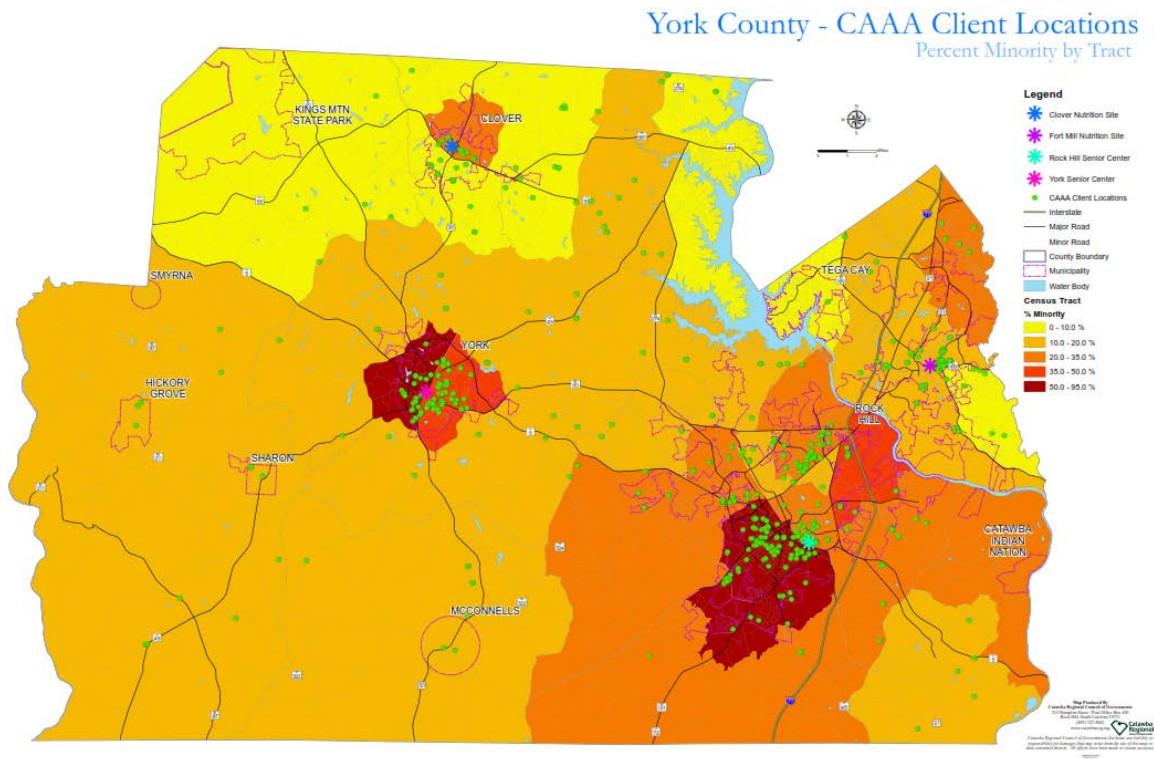 York County - CAAA Client Locations
Percent Minority by Tract
Legend
Clover Nutrition Site
Fort Mill Nutrition Site
Rock Hill Senior Center
York Senior Center
CAAA Client Locations
Interstate
Major Road
Minor Road
County Boundary
Municipality
Water Body
Census Tract
% Minority
0 - 10.0 %
10.0 - 20.0 %
20.0 - 35.0 %
35.0 - 50.0 %
50.0 - 95.0 %
KINGS MTN
STATE PARK
CLOVER
SMYRNA
TEGA CAY
YORK
HICKORY
GROVE
ROCK
HILL
SHARON
CATAWBA
INDIAN
NATION
MCCONNELLS
Map Produced By
Catawba Regional Council of Governments
Catawba
Regional